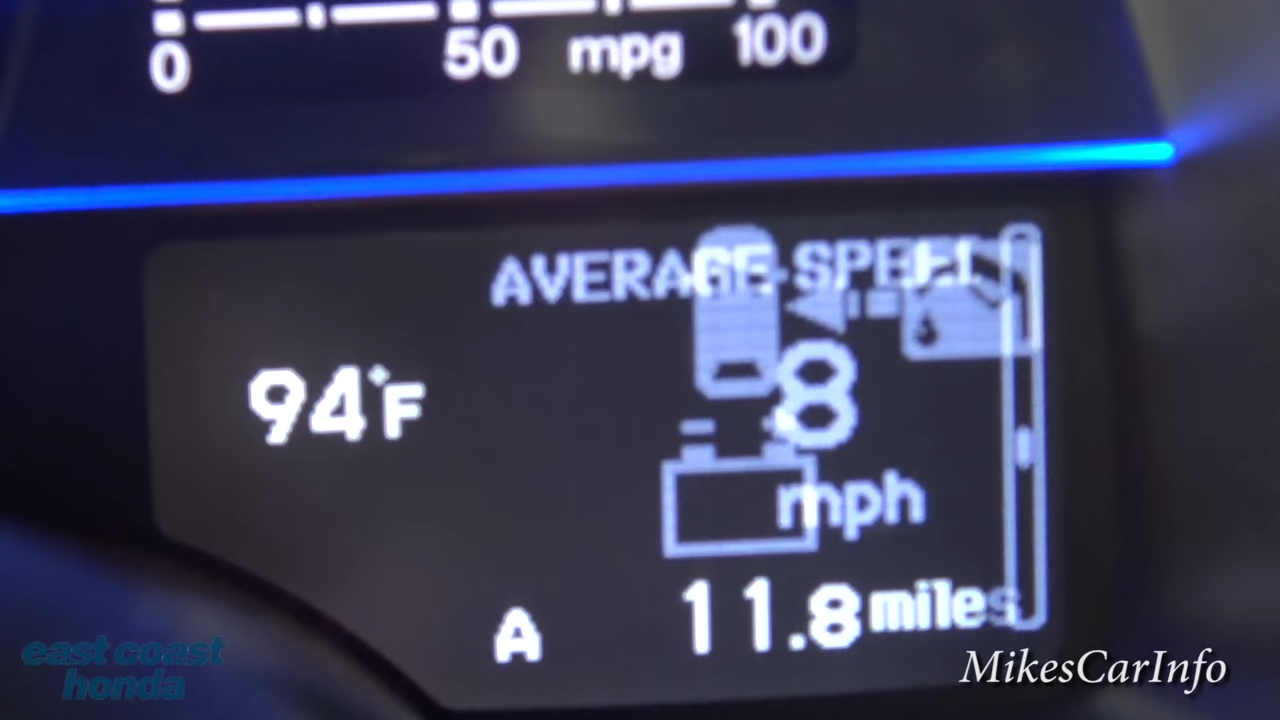 0 50 mpg 100
AVERAGE SPEED
94°F
8
mph
A 11.8 miles
east coast
honda
MikesCarInfo